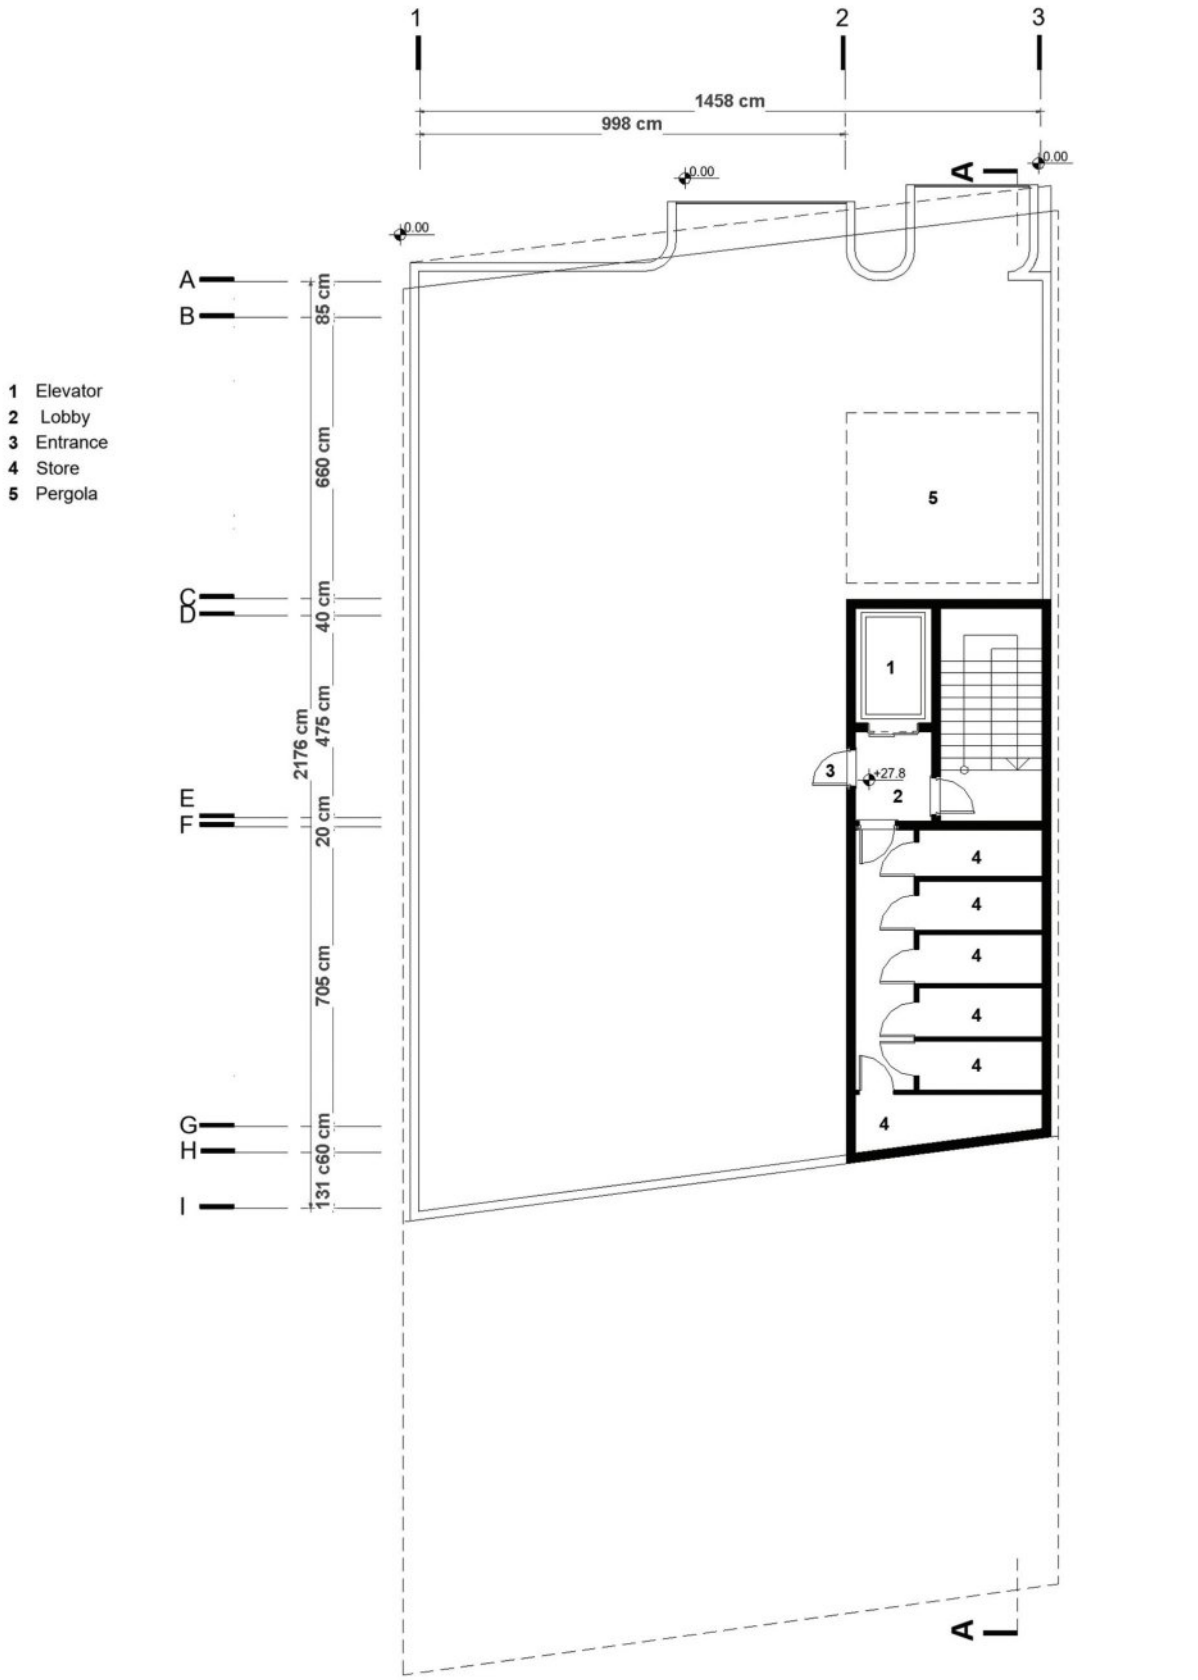 1 2 3
1458 cm
998 cm
0.00
0.00
0.00
A
A
B
85 cm
1 Elevator
2 Lobby
3 Entrance
4 Store
5 Pergola
660 cm
5
C
D
40 cm
1
475 cm
2176 cm
3
+27.8
2
E
F
20 cm
4
4
4
705 cm
4
4
4
G
H
60 cm
131 c
I
A